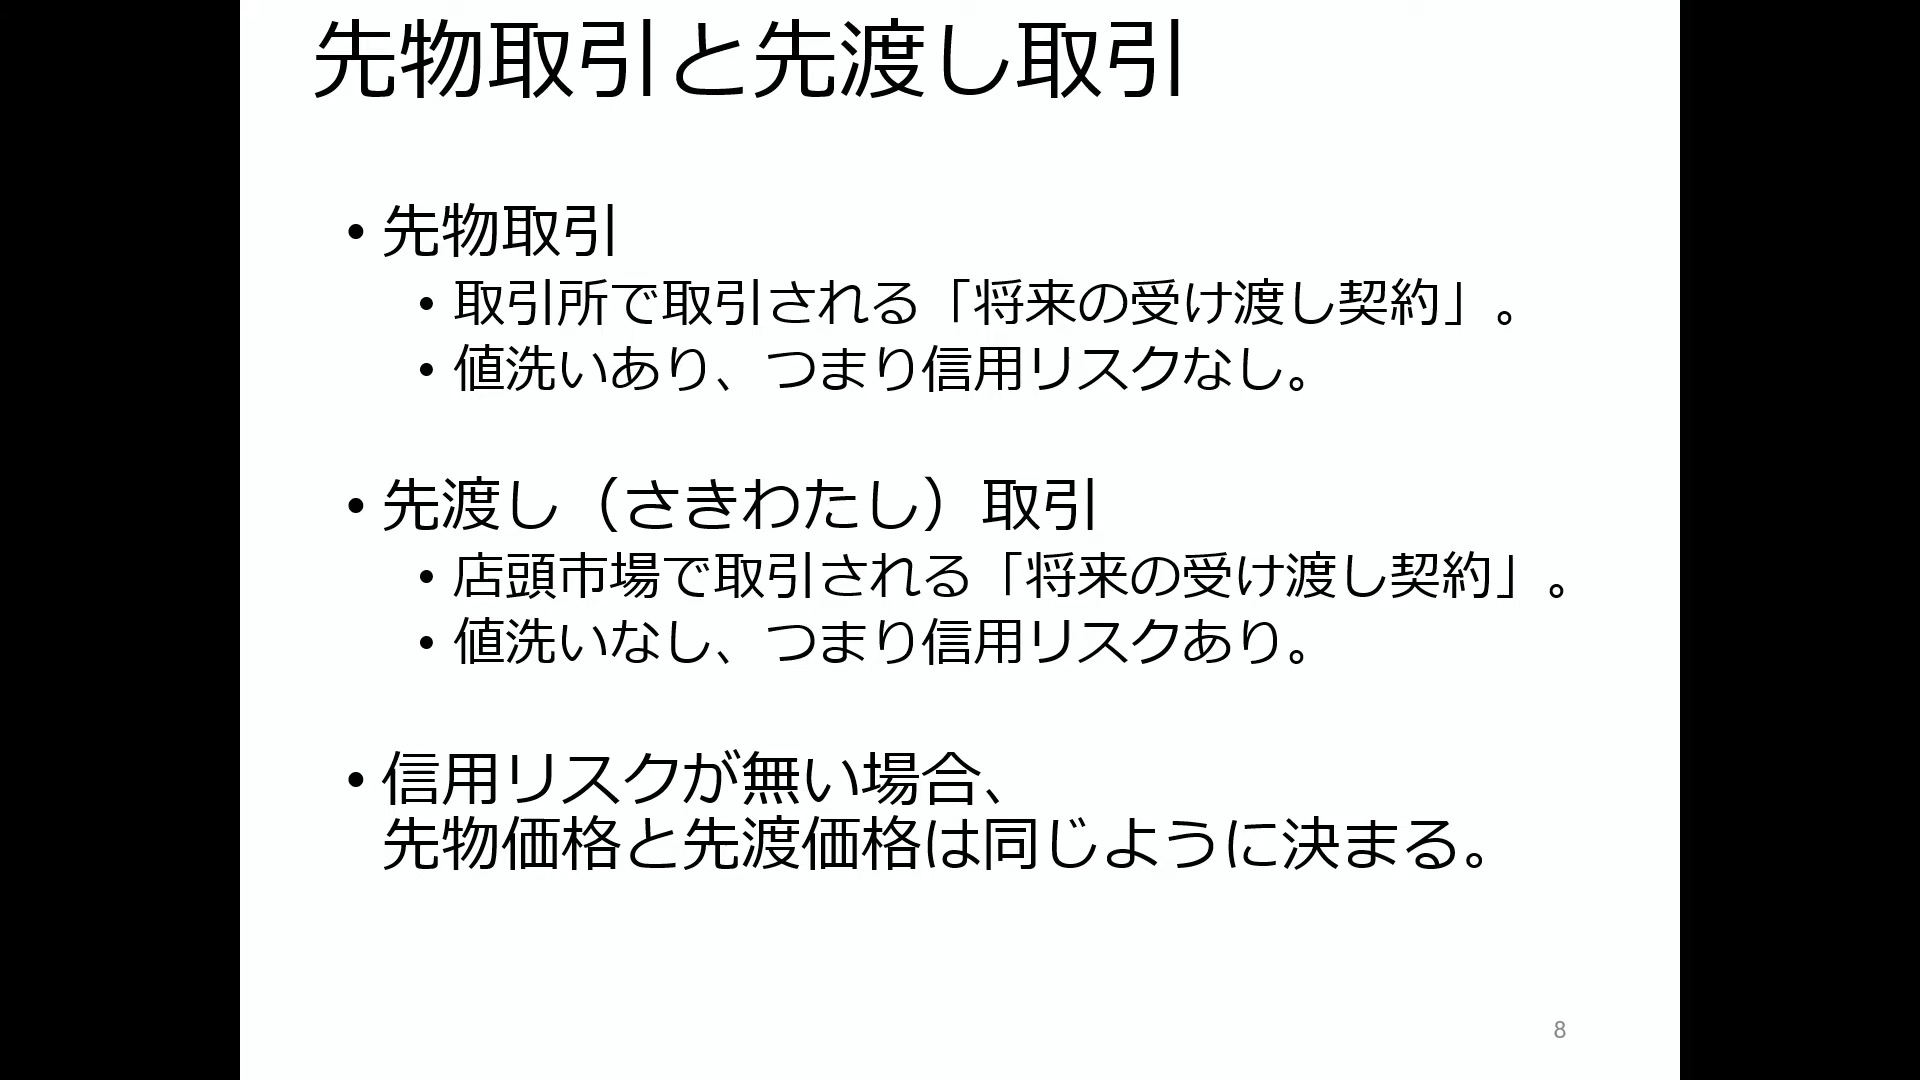 先物取引と先渡し取引
• 先物取引
• 取引所で取引される「将来の受け渡し契約」。
• 値洗いあり、つまり信用リスクなし。
• 先渡し（さきわたし）取引
• 店頭市場で取引される「将来の受け渡し契約」。
• 値洗いなし、つまり信用リスクあり。
• 信用リスクが無い場合、
先物価格と先渡価格は同じように決まる。
8